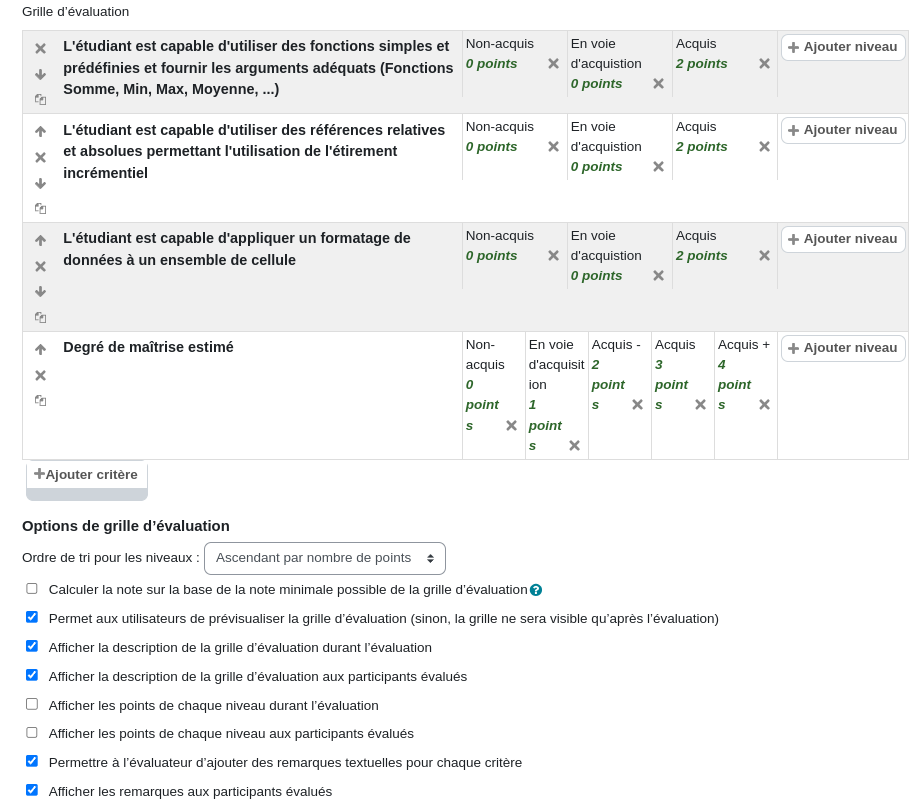 Grille d’évaluation
L'étudiant est capable d'utiliser des fonctions simples et
prédéfinies et fournir les arguments adéquats (Fonctions
Somme, Min, Max, Moyenne, ...)
Non-acquis
0 points
En voie
d'acquistion
0 points
Acquis
2 points
Ajouter niveau
L'étudiant est capable d'utiliser des références relatives
et absolues permettant l'utilisation de l'étirement
incrémentiel
Non-acquis
0 points
En voie
d'acquistion
0 points
Acquis
2 points
Ajouter niveau
L'étudiant est capable d'appliquer un formatage de
données à un ensemble de cellule
Non-acquis
0 points
En voie
d'acquistion
0 points
Acquis
2 points
Ajouter niveau
Degré de maîtrise estimé
Non-
acquis
0
point
s
En voie
d'acquisit
ion
1
point
s
Acquis -
2
point
s
Acquis
3
point
s
Acquis +
4
point
s
Ajouter niveau
Ajouter critère
Options de grille d’évaluation
Ordre de tri pour les niveaux : Ascendant par nombre de points
Calculer la note sur la base de la note minimale possible de la grille d’évaluation
Permet aux utilisateurs de prévisualiser la grille d’évaluation (sinon, la grille ne sera visible qu’après l’évaluation)
Afficher la description de la grille d’évaluation durant l’évaluation
Afficher la description de la grille d’évaluation aux participants évalués
Afficher les points de chaque niveau durant l’évaluation
Afficher les points de chaque niveau aux participants évalués
Permettre à l’évaluateur d’ajouter des remarques textuelles pour chaque critère
Afficher les remarques aux participants évalués